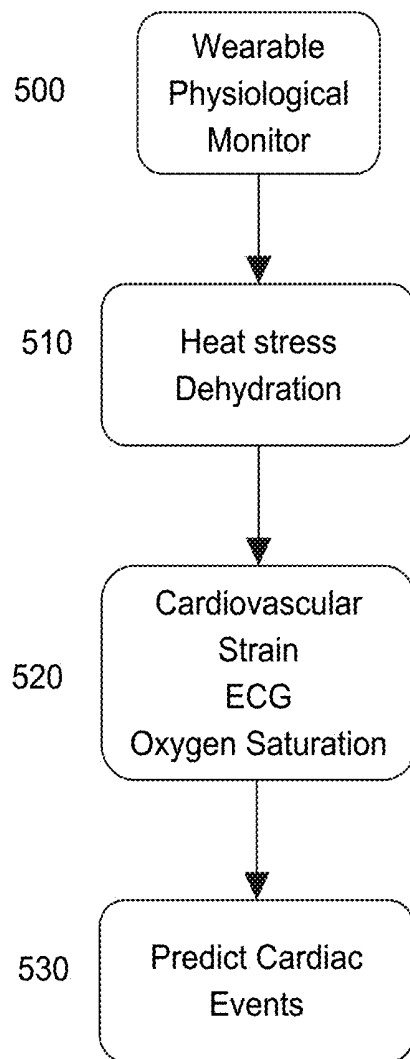 500
Wearable
Physiological
Monitor
510
Heat stress
Dehydration
520
Cardiovascular
Strain
ECG
Oxygen Saturation
530
Predict Cardiac
Events